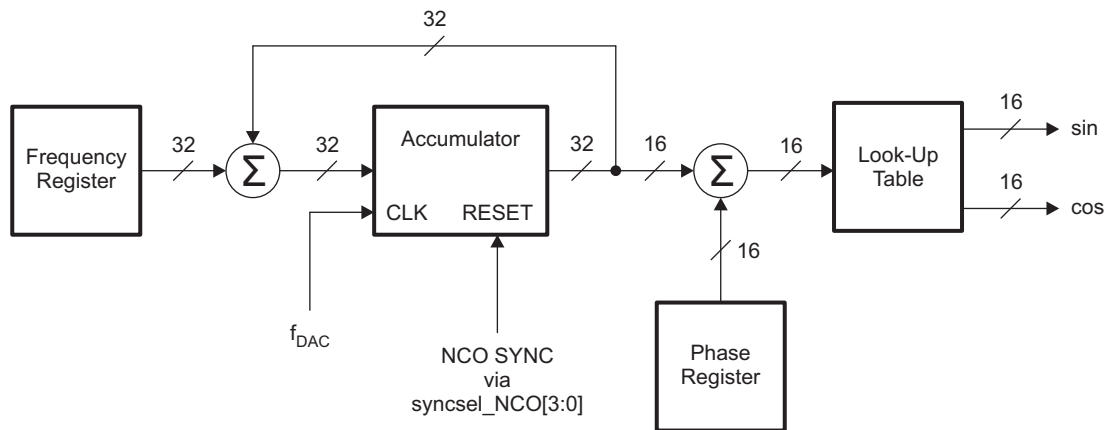 32
Frequency
Register
32
Σ
32
Accumulator
CLK
RESET
32
16
Σ
16
Look-Up
Table
16
sin
16
cos
16
fDAC
NCO SYNC
via
syncsel_NCO[3:0]
Phase
Register